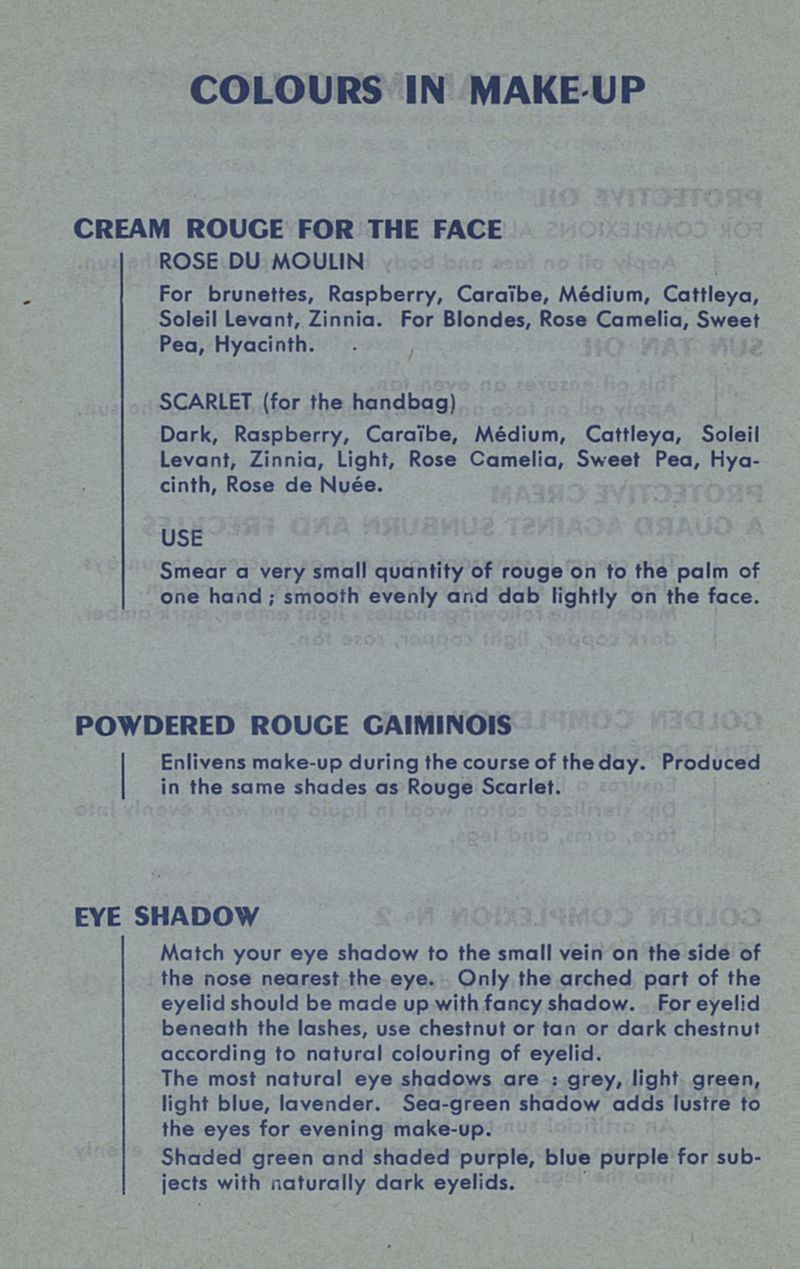 COLOURS IN MAKE-UP
CREAM ROUGE FOR THE FACE
ROSE DU MOULIN
For brunettes, Raspberry, Caraïbe, Médium, Cattleya,
Soleil Levant, Zinnia. For Blondes, Rose Camelia, Sweet
Pea, Hyacinth.
SCARLET (for the handbag)
Dark, Raspberry, Caraïbe, Médium, Cattleya, Soleil
Levant, Zinnia, Light, Rose Camelia, Sweet Pea, Hya-
cinth, Rose de Nuée.
USE
Smear a very small quantity of rouge on to the palm of
one hand ; smooth evenly and dab lightly on the face.
POWDERED ROUGE GAIMINOIS
Enlivens make-up during the course of the day. Produced
in the same shades as Rouge Scarlet.
EYE SHADOW
Match your eye shadow to the small vein on the side of
the nose nearest the eye. Only the arched part of the
eyelid should be made up with fancy shadow. For eyelid
beneath the lashes, use chestnut or tan or dark chestnut
according to natural colouring of eyelid.
The most natural eye shadows are : grey, light green,
light blue, lavender. Sea-green shadow adds lustre to
the eyes for evening make-up.
Shaded green and shaded purple, blue purple for sub-
jects with naturally dark eyelids.